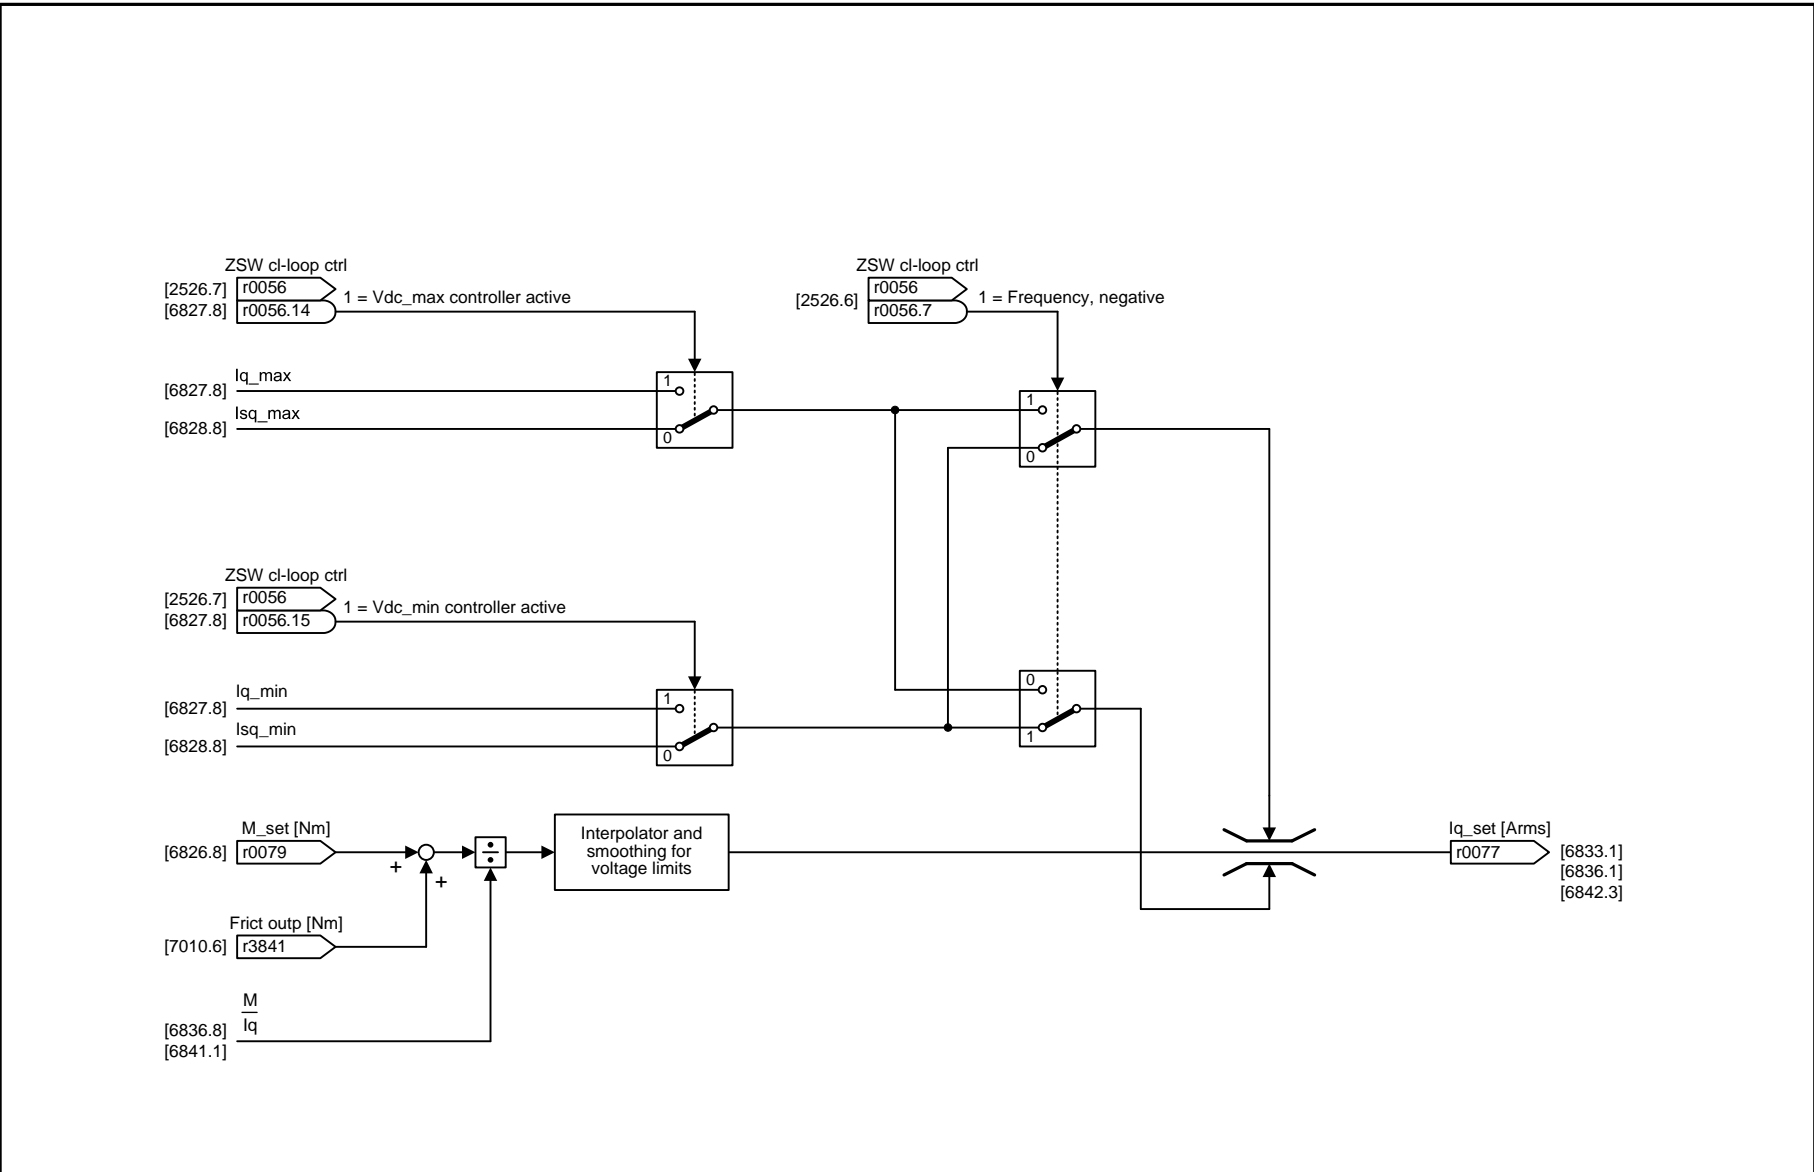 ZSW cl-loop ctrl
[2526.7] r0056
1 = Vdc_max controller active
[6827.8] r0056.14
ZSW cl-loop ctrl
r0056
[2526.6] 1 = Frequency, negative
r0056.7
Iq_max
[6827.8]
1
Isq_max
[6828.8]
0
1
0
ZSW cl-loop ctrl
[2526.7] r0056
1 = Vdc_min controller active
[6827.8] r0056.15
Iq_min
[6827.8]
1
Isq_min
[6828.8]
0
0
1
M_set [Nm]
[6826.8] r0079
+
+
÷
Interpolator and
smoothing for
voltage limits
Iq_set [Arms]
r0077 [6833.1]
[6836.1]
[6842.3]
Frict outp [Nm]
[7010.6] r3841
M
Iq
[6836.8]
[6841.1]